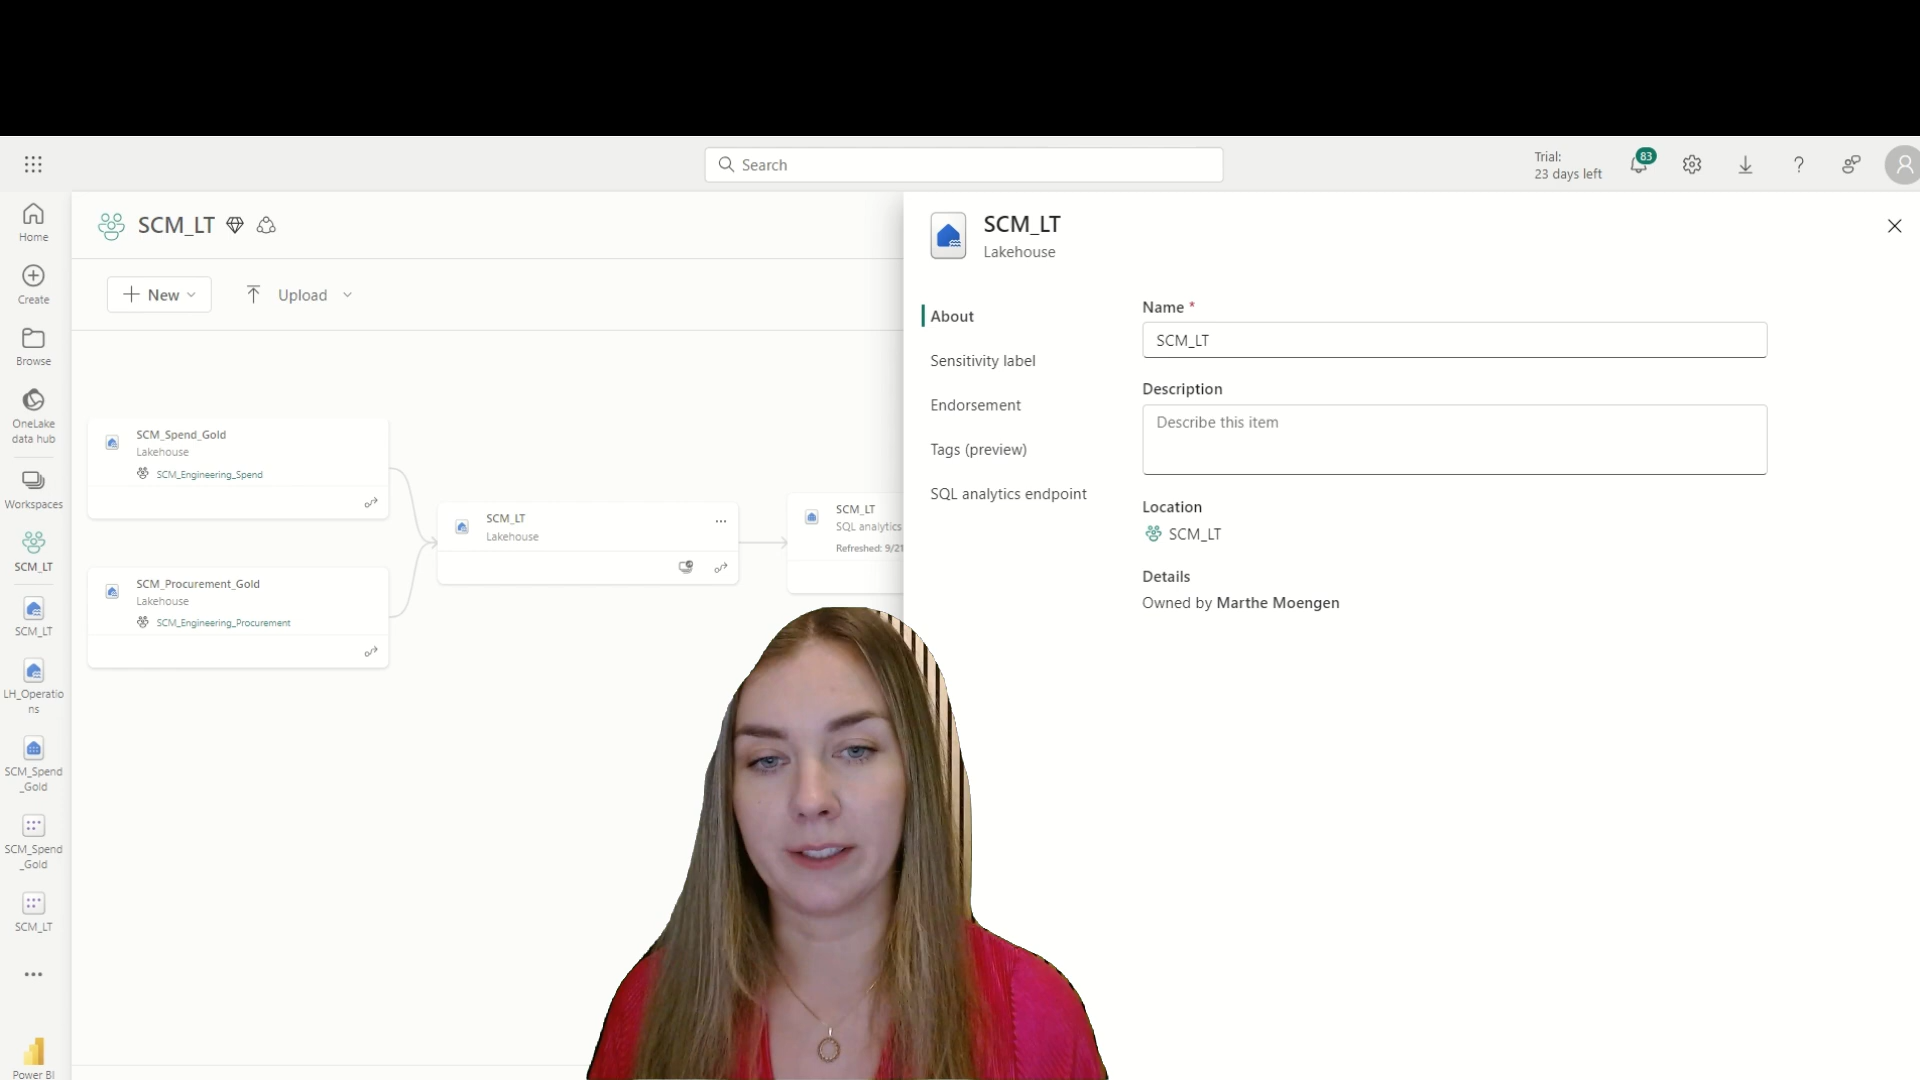 Search
Trial:
23 days left
83
Home
Create
Browse
OneLake
data hub
Workspaces
SCM_LT
SCM_LT
LH_Operatio
ns
SCM_Spend
_Gold
SCM_Spend
_Gold
SCM_LT
Power BI
SCM_LT
New
Upload
SCM_Spend_Gold
Lakehouse
SCM_Engineering_Spend
SCM_Procurement_Gold
Lakehouse
SCM_Engineering_Procurement
SCM_LT
Lakehouse
SCM_LT
SQL analytics
Refreshed: 9/21
SCM_LT
Lakehouse
About
Sensitivity label
Endorsement
Tags (preview)
SQL analytics endpoint
Name *
SCM_LT
Description
Describe this item
Location
SCM_LT
Details
Owned by Marthe Moengen